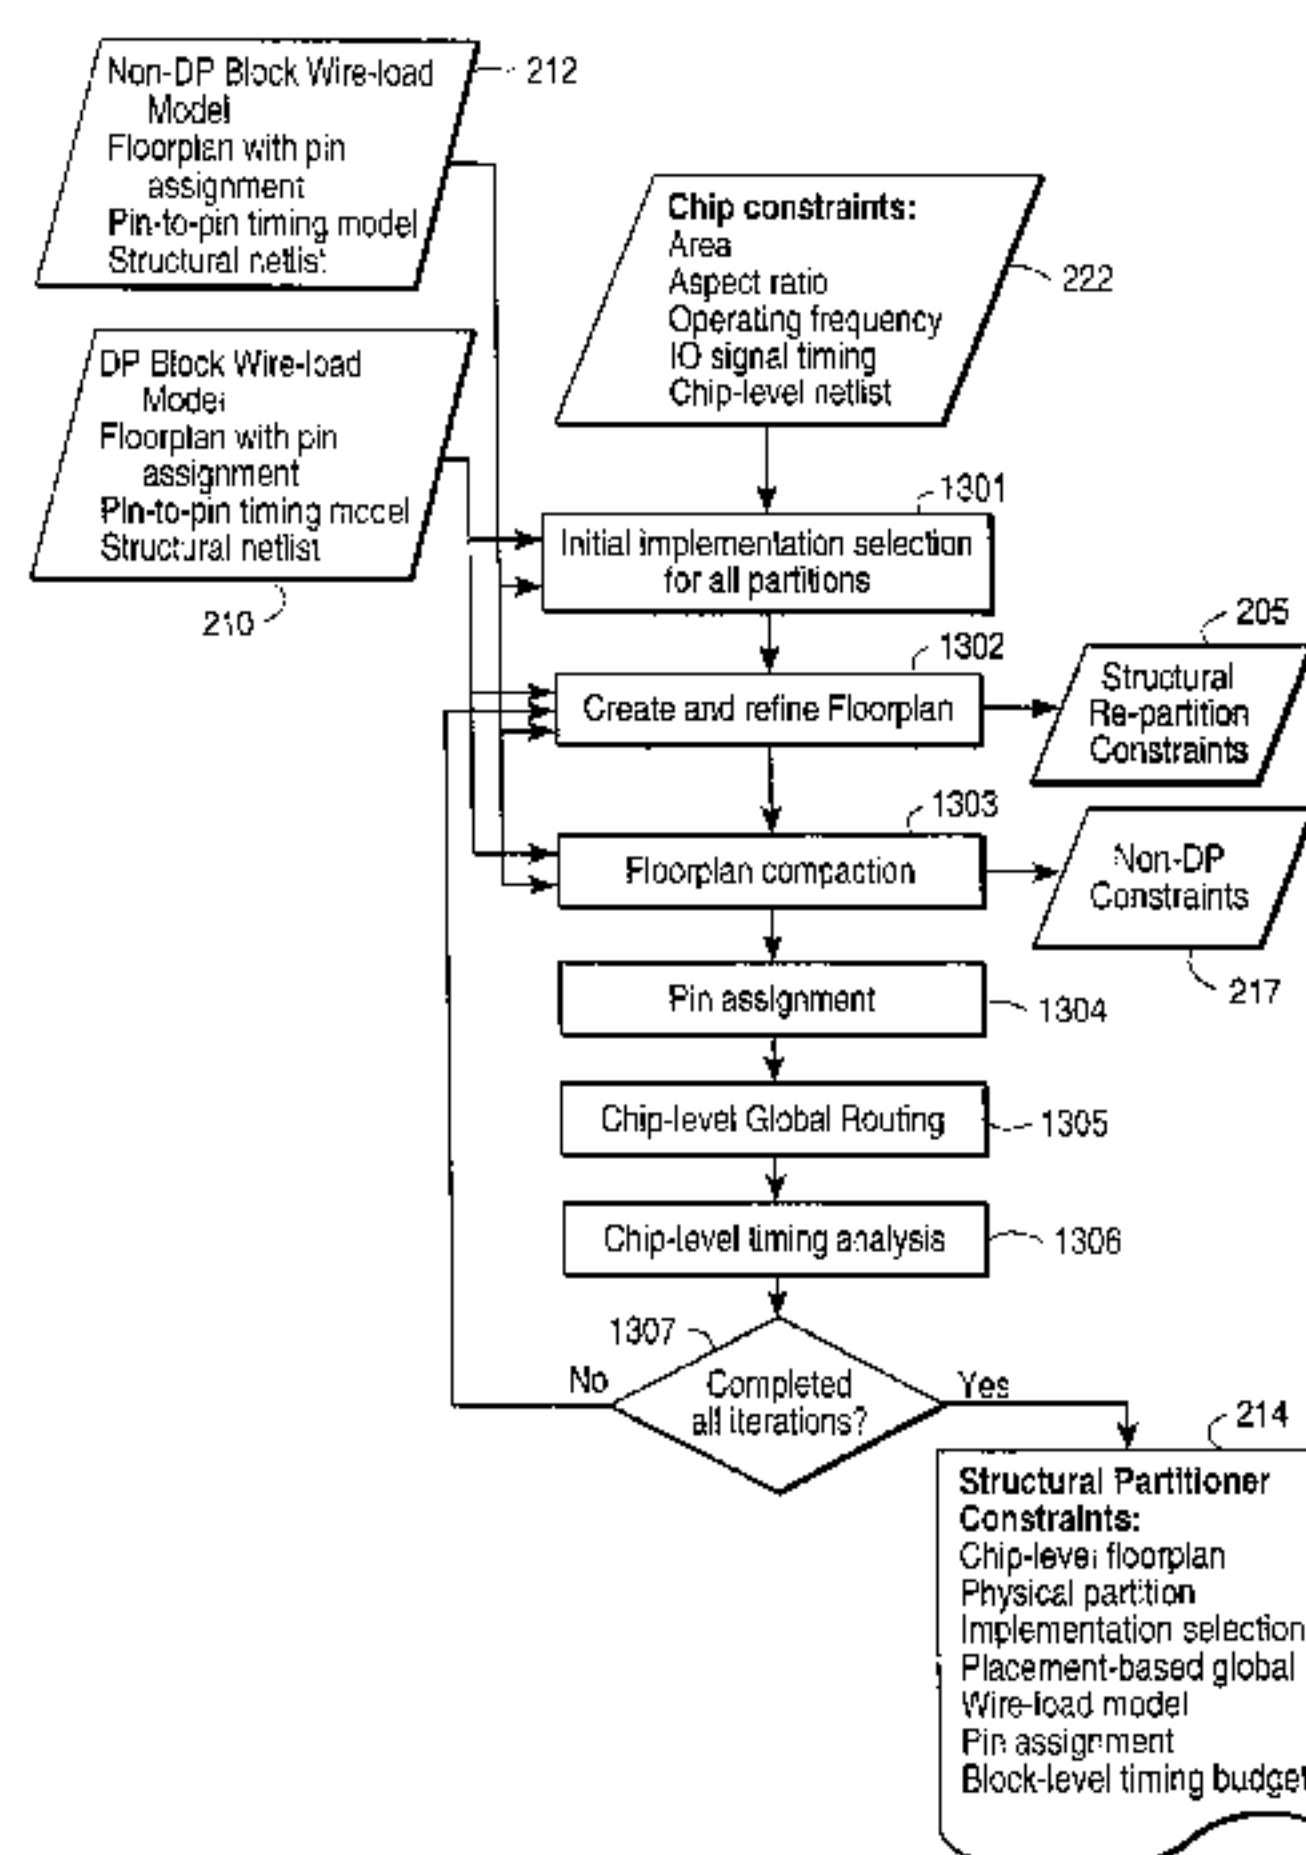 Non-DP Block Wire-load
Model
Floorplan with pin
assignment
Pin-to-pin timing model
Structural netlist
212
DP Block Wire-load
Model
Floorplan with pin
assignment
Pin-to-pin timing model
Structural netlist
210
Chip constraints:
Area
Aspect ratio
Operating frequency
IO signal timing
Chip-level netlist
222
1301
Initial implementation selection
for all partitions
1302
Create and refine Floorplan
205
Structural
Re-partition
Constraints
1303
Floorplan compaction
Non-DP
Constraints
217
Pin assignment
1304
Chip-level Global Routing
1305
Chip-level timing analysis
1306
1307
No
Completed
all iterations?
Yes
214
Structural Partitioner
Constraints:
Chip-level floorplan
Physical partition
Implementation selection
Placement-based global
Wire-load model
Pin assignment
Block-level timing budget